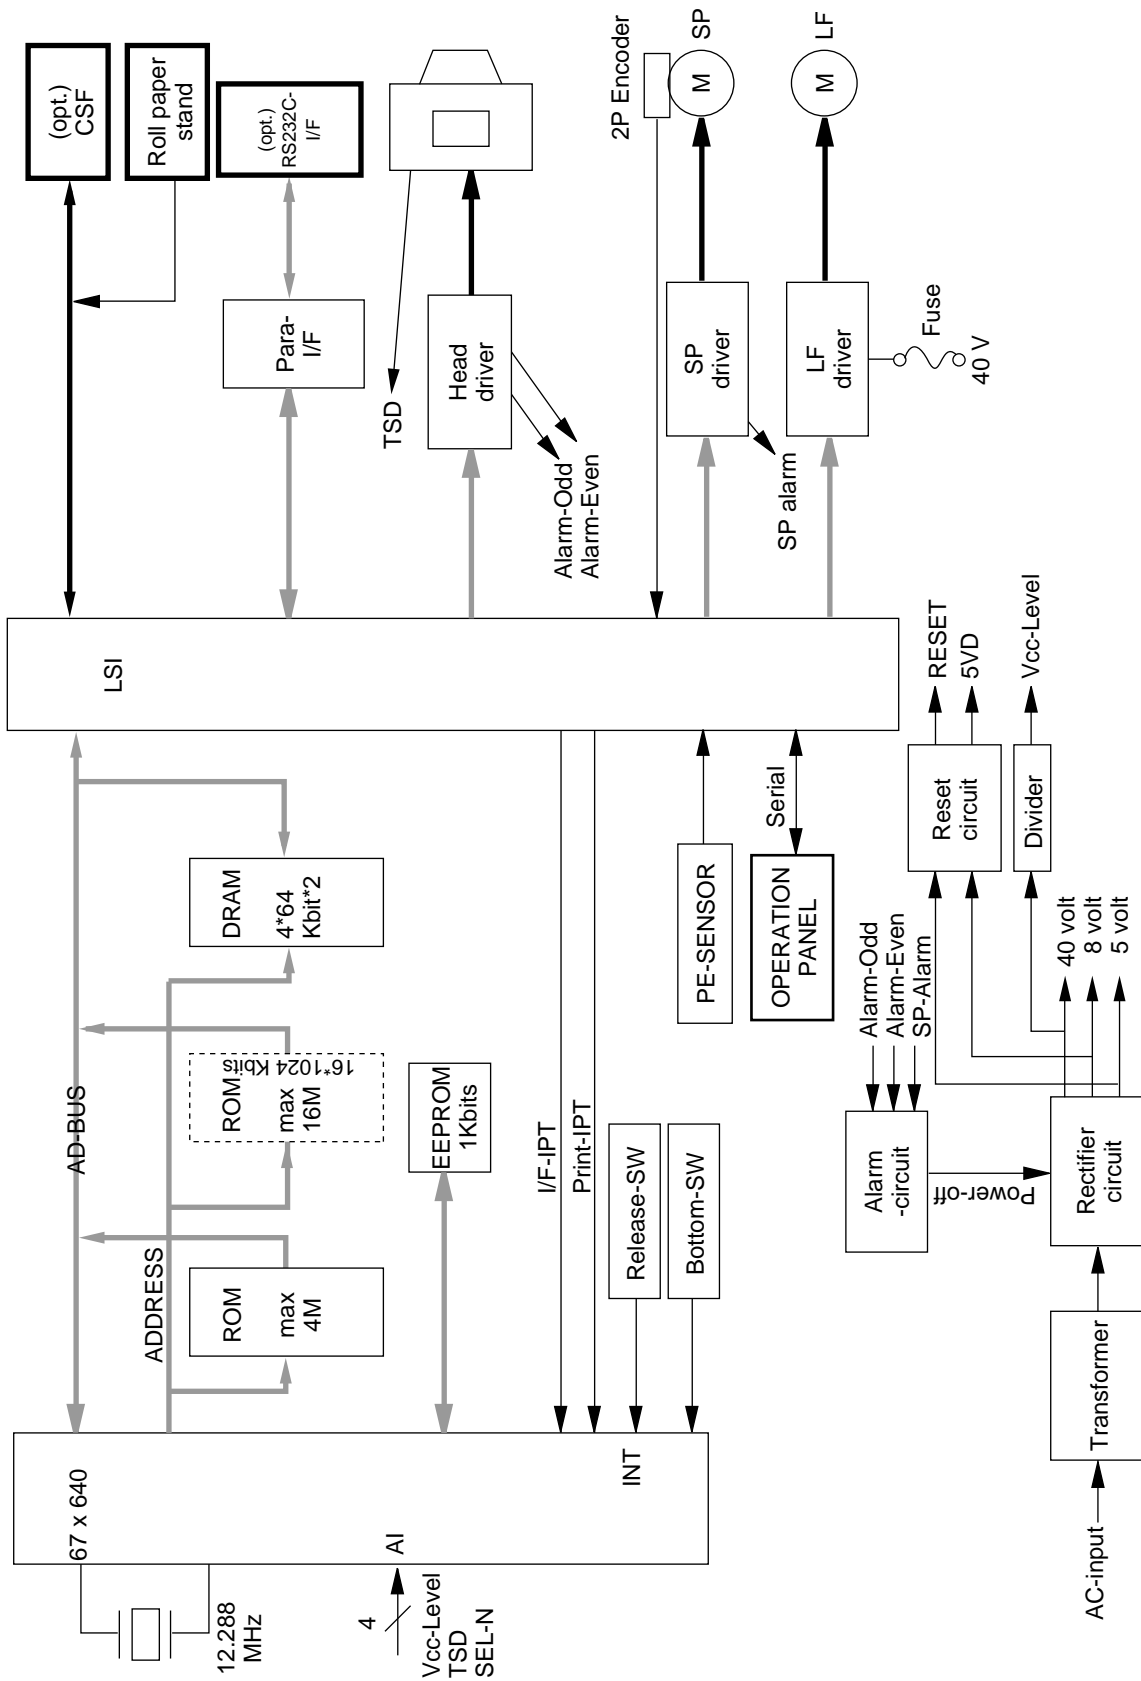 (opt.)
CSF
Roll paper
stand
(opt.)
RS232C-
I/F
Para-
I/F
TSD
Head
driver
Alarm-Odd
Alarm-Even
2P Encoder
M
SP
M
LF
SP
driver
SP alarm
LF
driver
Fuse
40 V
LSI
AD-BUS
ADDRESS
DRAM
4*64
Kbit*2
ROM
max
16M
16*1024 Kbits
ROM
max
4M
EEPROM
1Kbits
I/F-IPT
Print-IPT
Release-SW
Bottom-SW
PE-SENSOR
Serial
OPERATION
PANEL
67 x 640
INT
AI
12.288
MHz
4
Vcc-Level
TSD
SEL-N
RESET
5VD
Vcc-Level
Reset
circuit
Divider
40 volt
8 volt
5 volt
Alarm-Odd
Alarm-Even
SP-Alarm
Alarm
-circuit
Power-off
Rectifier
circuit
Transformer
AC-input